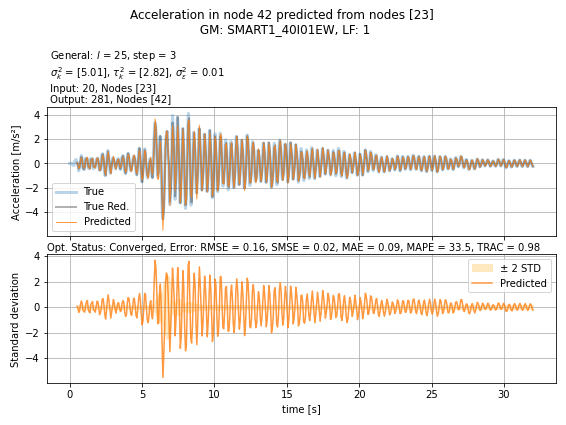 Acceleration in node 42 predicted from nodes [23]
GM: SMART1_40I01EW, LF: 1
General: l = 25, step = 3
σ²ₖ = [5.01], τ²ₖ = [2.82], σ²ε = 0.01
Input: 20, Nodes [23]
Output: 281, Nodes [42]
Acceleration [m/s²]
4
2
0
−2
−4
True
True Red.
Predicted
Opt. Status: Converged, Error: RMSE = 0.16, SMSE = 0.02, MAE = 0.09, MAPE = 33.5, TRAC = 0.98
Standard deviation
4
2
0
−2
−4
± 2 STD
Predicted
0 5 10 15 20 25 30
time [s]